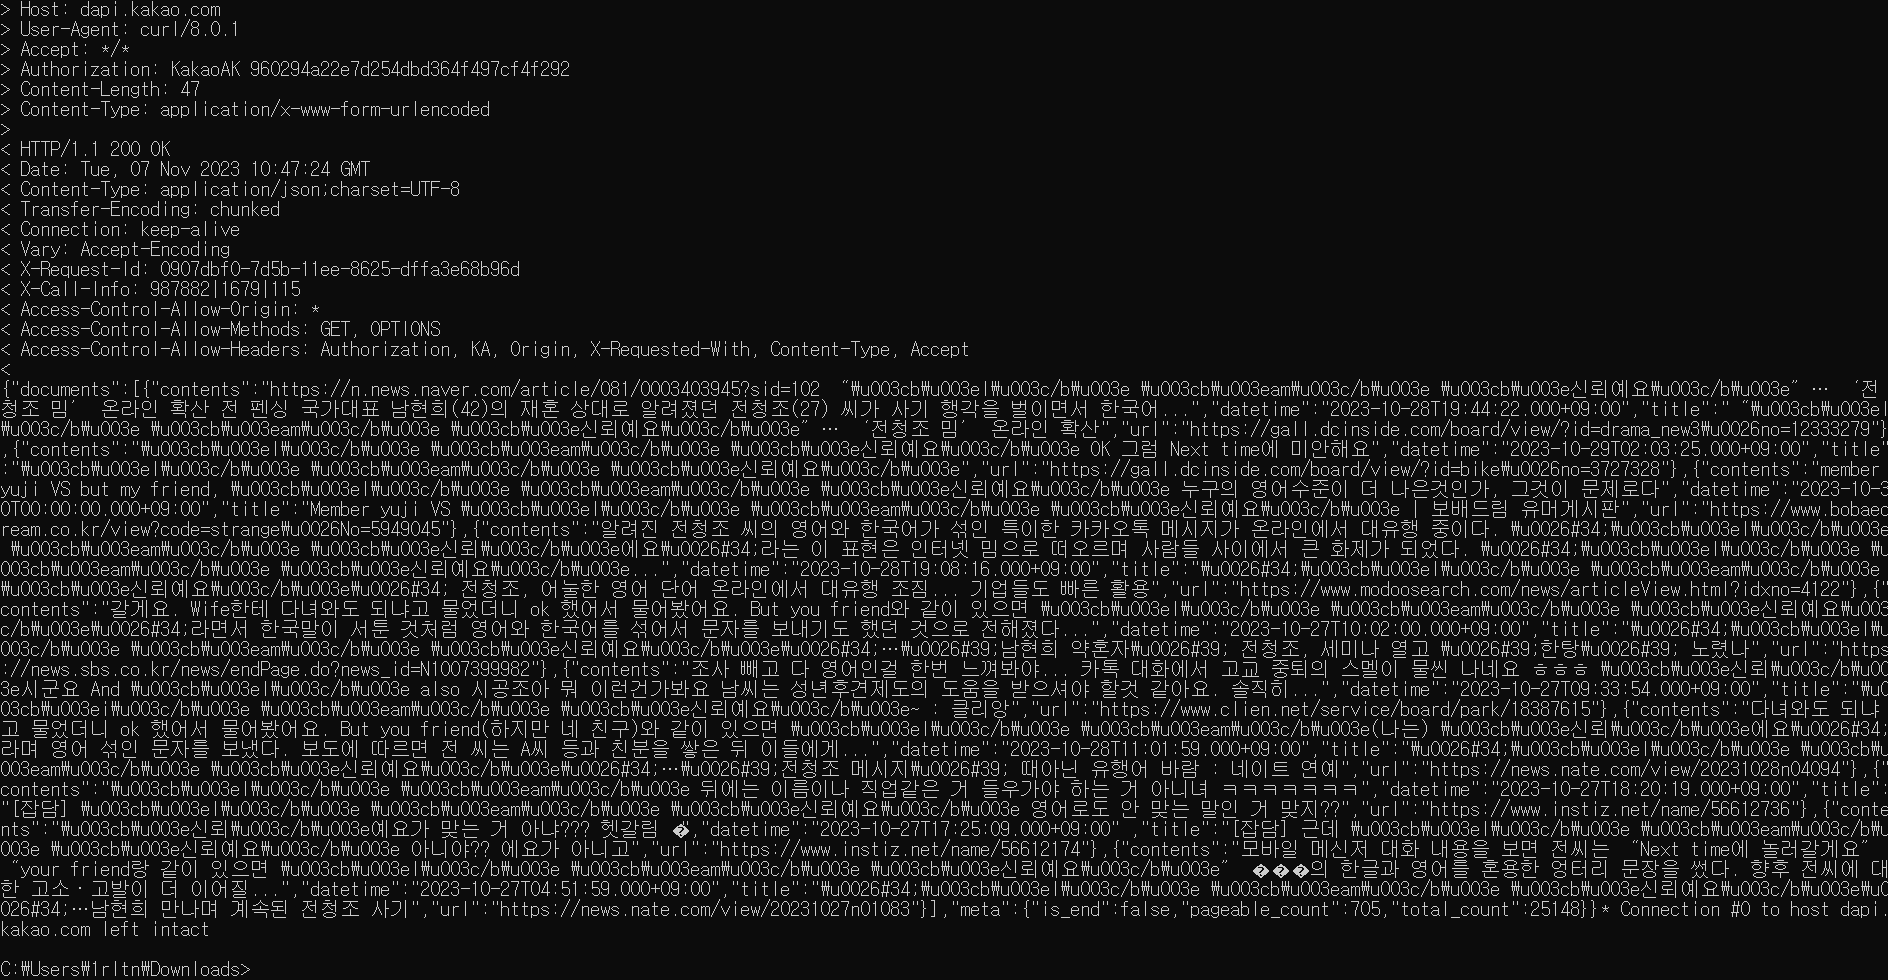 > Host: dapi.kakao.com
> User-Agent: curl/8.0.1
> Accept: */*
> Authorization: KakaoAK 960294a22e7d254dbd364f497cf4f292
> Content-Length: 47
> Content-Type: application/x-www-form-urlencoded
>
< HTTP/1.1 200 OK
< Date: Tue, 07 Nov 2023 10:47:24 GMT
< Content-Type: application/json;charset=UTF-8
< Transfer-Encoding: chunked
< Connection: keep-alive
< Vary: Accept-Encoding
< X-Request-Id: 0907dbf0-7d5b-11ee-8625-dffa3e68b96d
< X-Call-Info: 987882|1679|115
< Access-Control-Allow-Origin: *
< Access-Control-Allow-Methods: GET, OPTIONS
< Access-Control-Allow-Headers: Authorization, KA, Origin, X-Requested-With, Content-Type, Accept
<
{"documents":[{"contents":"https://n.news.naver.com/article/081/0003403945?sid=102  “₩u003cb₩u003eI₩u003c/b₩u003e ₩u003cb₩u003eam₩u003c/b₩u003e ₩u003cb₩u003e신뢰예요₩u003c/b₩u003e” …  ‘전
청조 밈’ 온라인 확산 전 펜싱 국가대표 남현희(42)의 재혼 상대로 알려졌던 전청조(27) 씨가 사기 행각을 벌이면서 한국어...","datetime":"2023-10-28T19:44:22.000+09:00","title":" “₩u003cb₩u003eI
₩u003c/b₩u003e ₩u003cb₩u003eam₩u003c/b₩u003e ₩u003cb₩u003e신뢰예요₩u003c/b₩u003e” …  ‘전청조 밈’ 온라인 확산","url":"https://gall.dcinside.com/board/view/?id=drama_new3₩u0026no=12333279"}
,{"contents":"₩u003cb₩u003eI₩u003c/b₩u003e ₩u003cb₩u003eam₩u003c/b₩u003e ₩u003cb₩u003e신뢰예요₩u003c/b₩u003e OK 그럼 Next time에 미안해요","datetime":"2023-10-29T02:03:25.000+09:00","title"
:"₩u003cb₩u003eI₩u003c/b₩u003e ₩u003cb₩u003eam₩u003c/b₩u003e ₩u003cb₩u003e신뢰예요₩u003c/b₩u003e","url":"https://gall.dcinside.com/board/view/?id=bike₩u0026no=3727328"},{"contents":"member
yuji VS but my friend, ₩u003cb₩u003eI₩u003c/b₩u003e ₩u003cb₩u003eam₩u003c/b₩u003e ₩u003cb₩u003e신뢰예요₩u003c/b₩u003e 누구의 영어수준이 더 나은것인가, 그것이 문제로다","datetime":"2023-10-3
0T00:00:00.000+09:00","title":"Member yuji VS ₩u003cb₩u003eI₩u003c/b₩u003e ₩u003cb₩u003eam₩u003c/b₩u003e ₩u003cb₩u003e신뢰예요₩u003c/b₩u003e | 보배드림 유머게시판","url":"https://www.bobaed
ream.co.kr/view?code=strange₩u0026No=5949045"},{"contents":"알려진 전청조 씨의 영어와 한국어가 섞인 특이한 카카오톡 메시지가 온라인에서 대유행 중이다. ₩u0026#34;₩u003cb₩u003eI₩u003c/b₩u003e
 ₩u003cb₩u003eam₩u003c/b₩u003e ₩u003cb₩u003e신뢰₩u003c/b₩u003e에요₩u0026#34;라는 이 표현은 인터넷 밈으로 떠오르며 사람들 사이에서 큰 화제가 되었다. ₩u0026#34;₩u003cb₩u003eI₩u003c/b₩u003e ₩u
003cb₩u003eam₩u003c/b₩u003e ₩u003cb₩u003e신뢰예요₩u003c/b₩u003e...","datetime":"2023-10-28T19:08:16.000+09:00","title":"₩u0026#34;₩u003cb₩u003eI₩u003c/b₩u003e ₩u003cb₩u003eam₩u003c/b₩u003e
₩u003cb₩u003e신뢰예요₩u003c/b₩u003e₩u0026#34; 전청조, 어눌한 영어 단어 온라인에서 대유행 조짐... 기업들도 빠른 활용","url":"https://www.modoosearch.com/news/articleView.html?idxno=4122"},{"
contents":"갈게요. Wife한테 다녀와도 되냐고 물었더니 ok 했어서 물어봤어요. But you friend와 같이 있으면 ₩u003cb₩u003eI₩u003c/b₩u003e ₩u003cb₩u003eam₩u003c/b₩u003e ₩u003cb₩u003e신뢰예요₩u003
c/b₩u003e₩u0026#34;라면서 한국말이 서툰 것처럼 영어와 한국어를 섞어서 문자를 보내기도 했던 것으로 전해졌다...","datetime":"2023-10-27T10:02:00.000+09:00","title":"₩u0026#34;₩u003cb₩u003eI₩u
003c/b₩u003e ₩u003cb₩u003eam₩u003c/b₩u003e ₩u003cb₩u003e신뢰예요₩u003c/b₩u003e₩u0026#34;…₩u0026#39;남현희 약혼자₩u0026#39; 전청조, 세미나 열고 ₩u0026#39;한탕₩u0026#39; 노렸나","url":"https
://news.sbs.co.kr/news/endPage.do?news_id=N1007399982"},{"contents":"조사 빼고 다 영어인걸 한번 느껴봐야... 카톡 대화에서 고교 중퇴의 스멜이 물씬 나네요 ㅎㅎㅎ ₩u003cb₩u003e신뢰₩u003c/b₩u00
3e시군요 And ₩u003cb₩u003eI₩u003c/b₩u003e also 시공조아 뭐 이런건가봐요 남씨는 성년후견제도의 도움을 받으셔야 할것 같아요. 솔직히...","datetime":"2023-10-27T09:33:54.000+09:00","title":"₩u0
03cb₩u003ei₩u003c/b₩u003e ₩u003cb₩u003eam₩u003c/b₩u003e ₩u003cb₩u003e신뢰예요₩u003c/b₩u003e~ : 클리앙","url":"https://www.clien.net/service/board/park/18387615"},{"contents":"다녀와도 되냐
고 물었더니 ok 했어서 물어봤어요. But you friend(하지만 네 친구)와 같이 있으면 ₩u003cb₩u003eI₩u003c/b₩u003e ₩u003cb₩u003eam₩u003c/b₩u003e(나는) ₩u003cb₩u003e신뢰₩u003c/b₩u003e에요₩u0026#34;
라며 영어 섞인 문자를 보냈다. 보도에 따르면 전 씨는 A씨 등과 친분을 쌓은 뒤 이들에게...","datetime":"2023-10-28T11:01:59.000+09:00","title":"₩u0026#34;₩u003cb₩u003eI₩u003c/b₩u003e ₩u003cb₩u
003eam₩u003c/b₩u003e ₩u003cb₩u003e신뢰예요₩u003c/b₩u003e₩u0026#34;…₩u0026#39;전청조 메시지₩u0026#39; 때아닌 유행어 바람 : 네이트 연예","url":"https://news.nate.com/view/20231028n04094"},{"
contents":"₩u003cb₩u003eI₩u003c/b₩u003e ₩u003cb₩u003eam₩u003c/b₩u003e 뒤에는 이름이나 직업같은 거 들우가야 하는 거 아니녀 ㅋㅋㅋㅋㅋㅋㅋ","datetime":"2023-10-27T18:20:19.000+09:00","title":
"[잡담] ₩u003cb₩u003eI₩u003c/b₩u003e ₩u003cb₩u003eam₩u003c/b₩u003e ₩u003cb₩u003e신뢰예요₩u003c/b₩u003e 영어로도 안 맞는 말인 거 맞지??","url":"https://www.instiz.net/name/56612736"},{"conte
nts":"₩u003cb₩u003e신뢰₩u003c/b₩u003e예요가 맞는 거 아냐??? 헷갈림 �","datetime":"2023-10-27T17:25:09.000+09:00" ,"title":"[잡담] 근데 ₩u003cb₩u003eI₩u003c/b₩u003e ₩u003cb₩u003eam₩u003c/b₩u
003e ₩u003cb₩u003e신뢰예요₩u003c/b₩u003e 아니야?? 에요가 아니고","url":"https://www.instiz.net/name/56612174"},{"contents":"모바일 메신저 대화 내용을 보면 전씨는  “Next time에 놀러갈게요”
 “your friend랑 같이 있으면 ₩u003cb₩u003eI₩u003c/b₩u003e ₩u003cb₩u003eam₩u003c/b₩u003e ₩u003cb₩u003e신뢰예요₩u003c/b₩u003e”  ���의 한글과 영어를 혼용한 엉터리 문장을 썼다. 향후 전씨에 대
한 고소·고발이 더 이어질...","datetime":"2023-10-27T04:51:59.000+09:00","title":"₩u0026#34;₩u003cb₩u003eI₩u003c/b₩u003e ₩u003cb₩u003eam₩u003c/b₩u003e ₩u003cb₩u003e신뢰예요₩u003c/b₩u003e₩u0
026#34;…남현희 만나며 계속된 전청조 사기","url":"https://news.nate.com/view/20231027n01083"}],"meta":{"is_end":false,"pageable_count":705,"total_count":25148}}* Connection #0 to host dapi.
kakao.com left intact
C:₩Users₩1rltn₩Downloads>